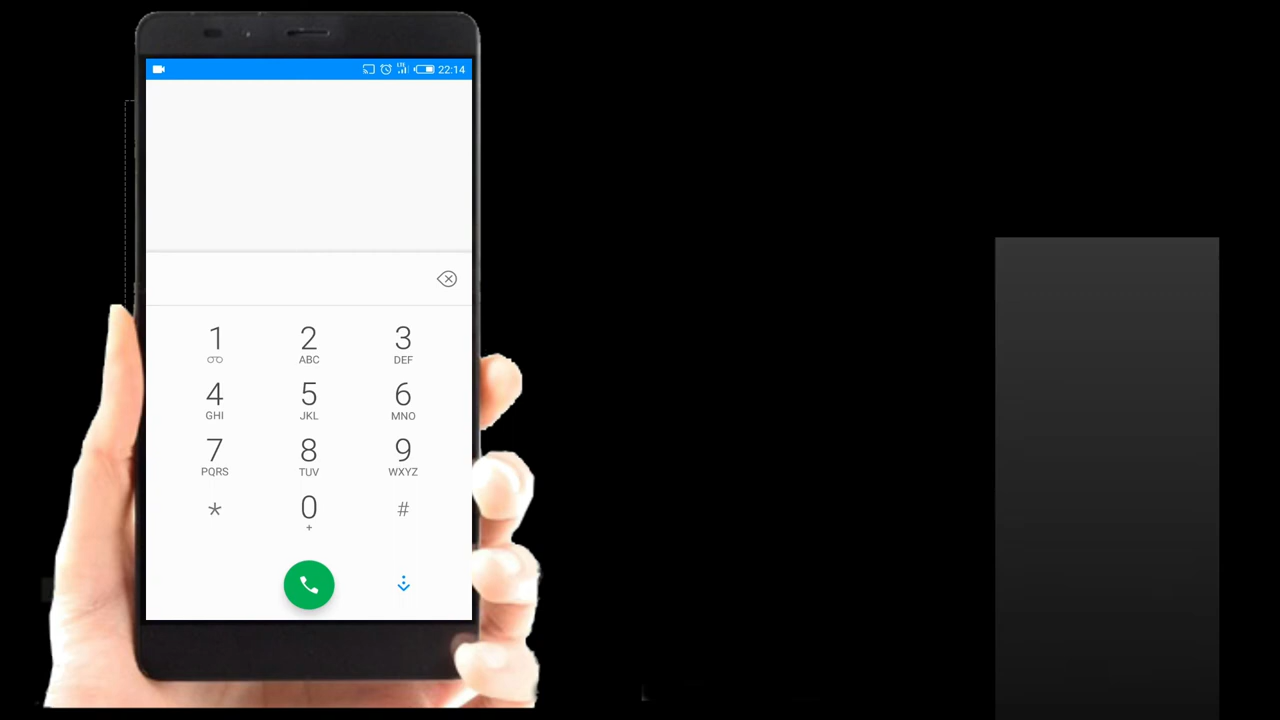 LTE 22:14
1 2 3
ABC DEF
4 5 6
GHI JKL MNO
7 8 9
PQRS TUV WXYZ
* 0 #
+